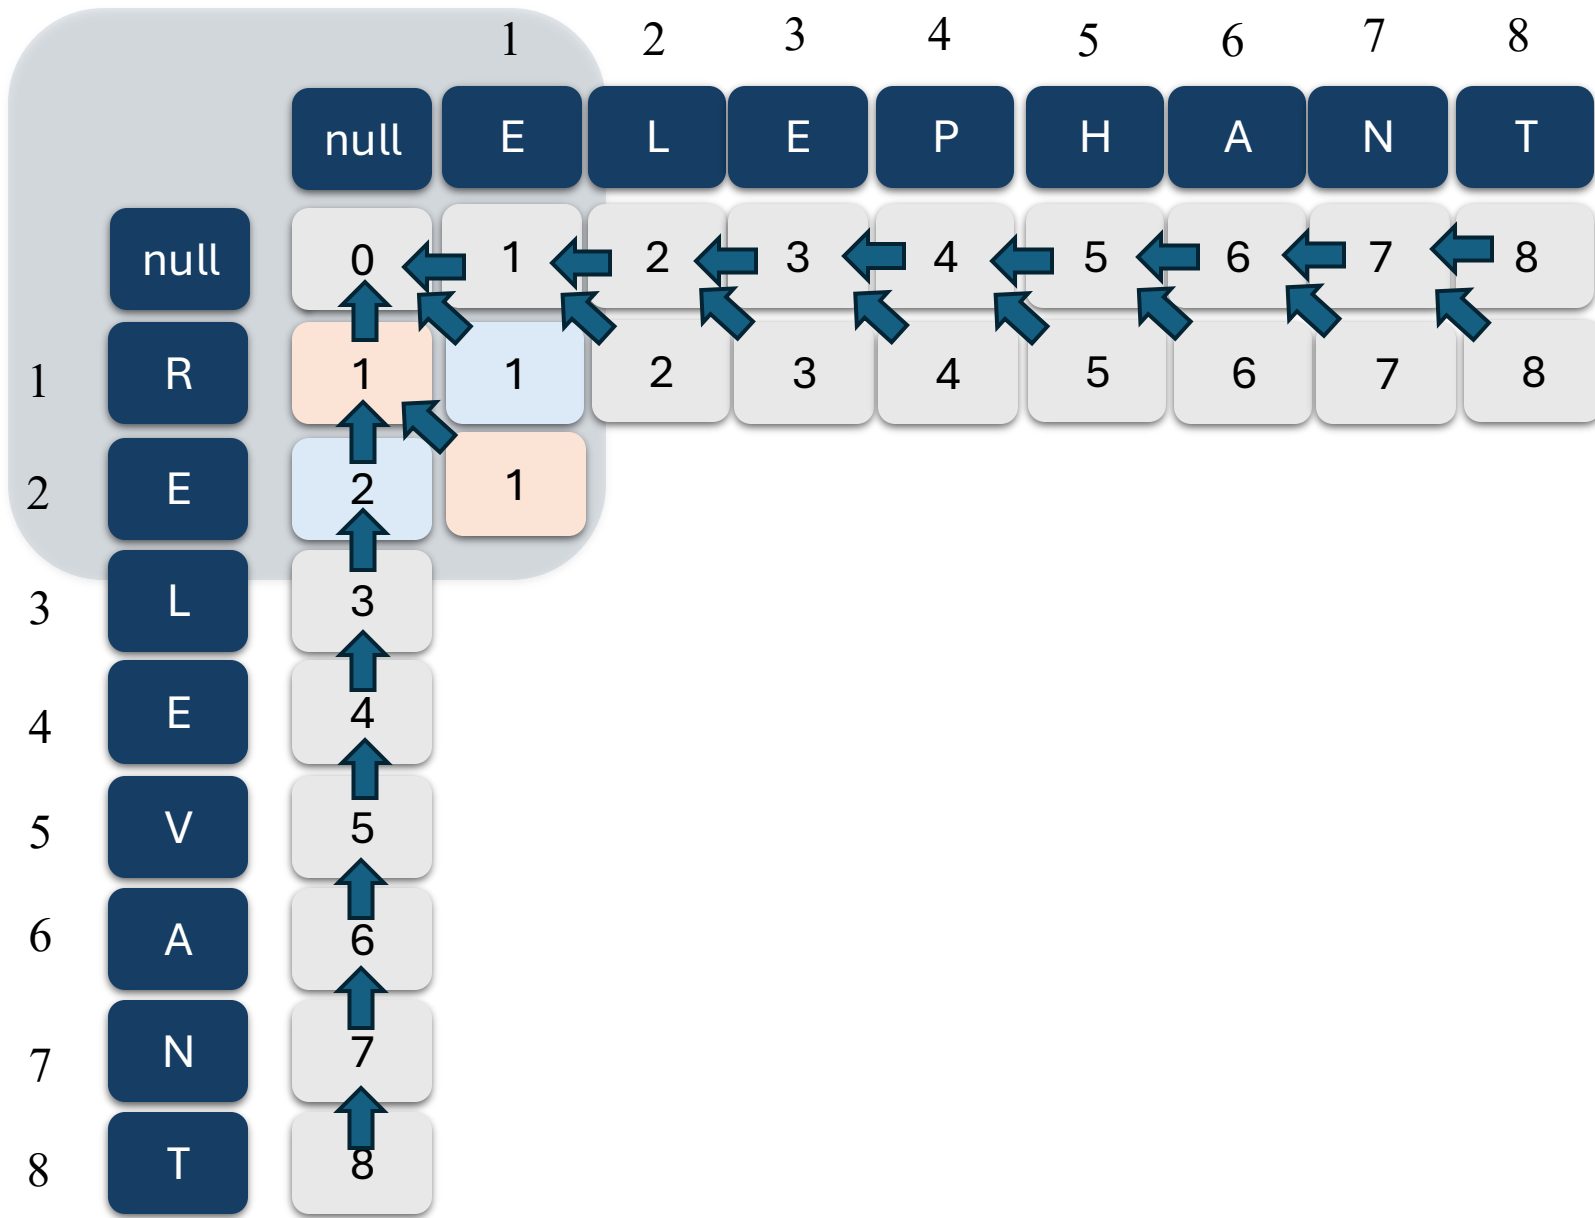 1 2 3 4 5 6 7 8
null E L E P H A N T
null 0 1 2 3 4 5 6 7 8
1 R 1 1 2 3 4 5 6 7 8
2 E 2 1
3 L 3
4 E 4
5 V 5
6 A 6
7 N 7
8 T 8